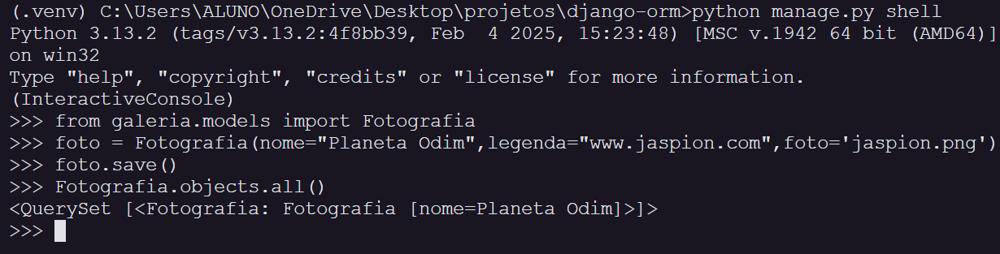 (.venv) C:\Users\ALUNO\OneDrive\Desktop\projetos\django-orm>python manage.py shell
Python 3.13.2 (tags/v3.13.2:4f8bb39, Feb  4 2025, 15:23:48) [MSC v.1942 64 bit (AMD64)]
on win32
Type "help", "copyright", "credits" or "license" for more information.
(InteractiveConsole)
>>> from galeria.models import Fotografia
>>> foto = Fotografia(nome="Planeta Odim",legenda="www.jaspion.com",foto='jaspion.png')
>>> foto.save()
>>> Fotografia.objects.all()
<QuerySet [<Fotografia: Fotografia [nome=Planeta Odim]>]>
>>>